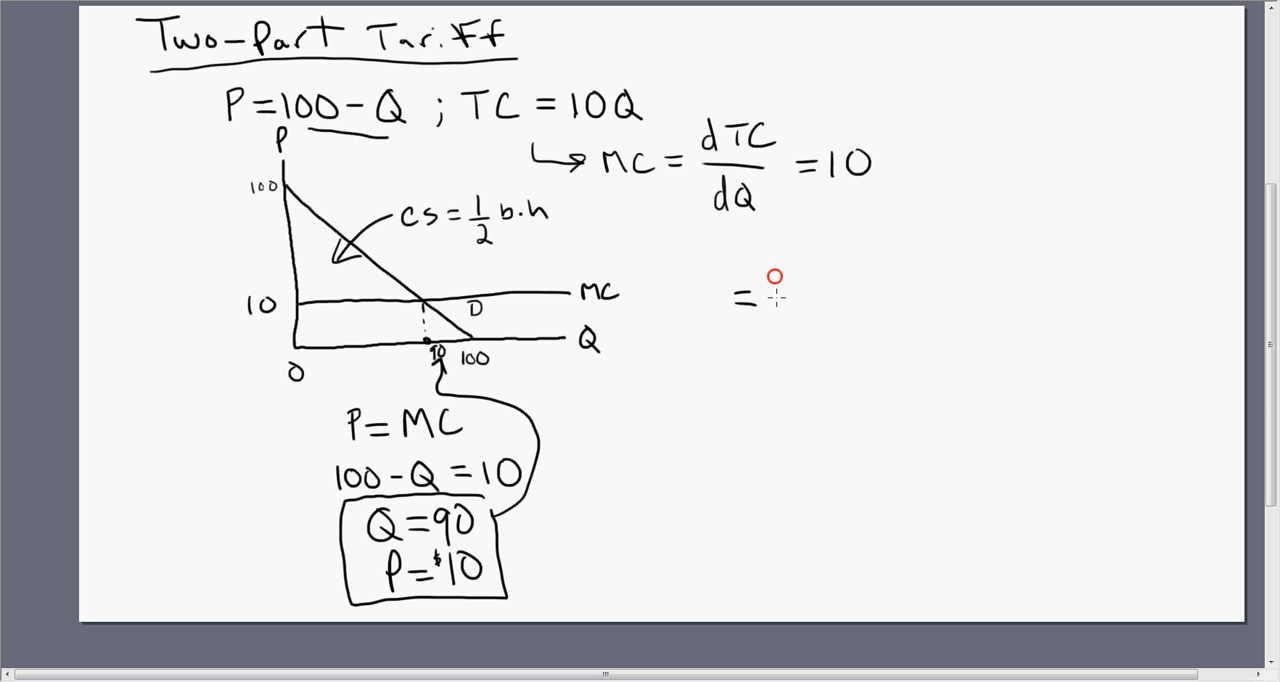 Two-Part Tariff
P = 100 - Q ; TC = 10Q
↳ MC = dTC/dQ = 10
P
100
CS = 1/2 b·h
10
MC
D
=
Q
0
90
100
P = MC
100 - Q = 10
Q = 90
P = $10